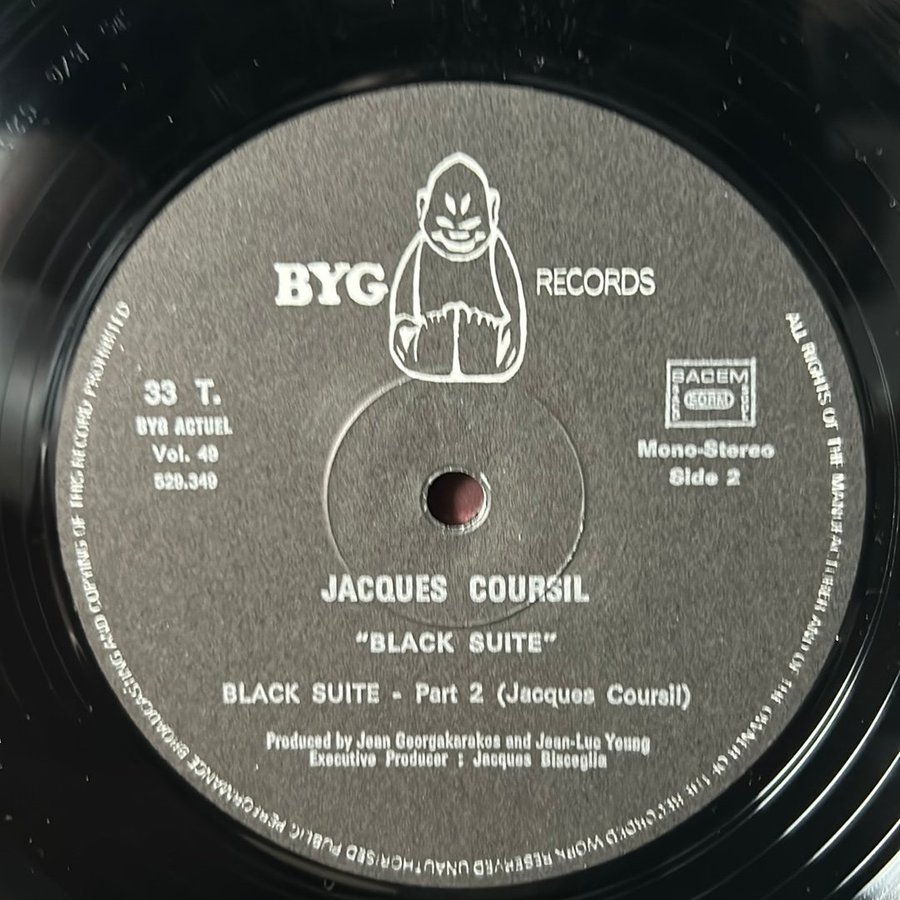 BYG RECORDS
33 T.
BYG ACTUEL
Vol. 49
529.349
SACEM
SACD
SDRM
SGDL
Mono-Stereo
Side 2
JACQUES COURSIL
"BLACK SUITE"
BLACK SUITE - Part 2 (Jacques Coursil)
Produced by Jean Georgakarakos and Jean-Luc Young
Executive Producer : Jacques Bisceglia
ALL RIGHTS OF THE MANUFACTURER AND OF THE OWNER OF THE RECORDED WORK RESERVED UNAUTHORISED PUBLIC PERFORMANCE BROADCASTING AND COPYING OF THIS RECORD PROHIBITED